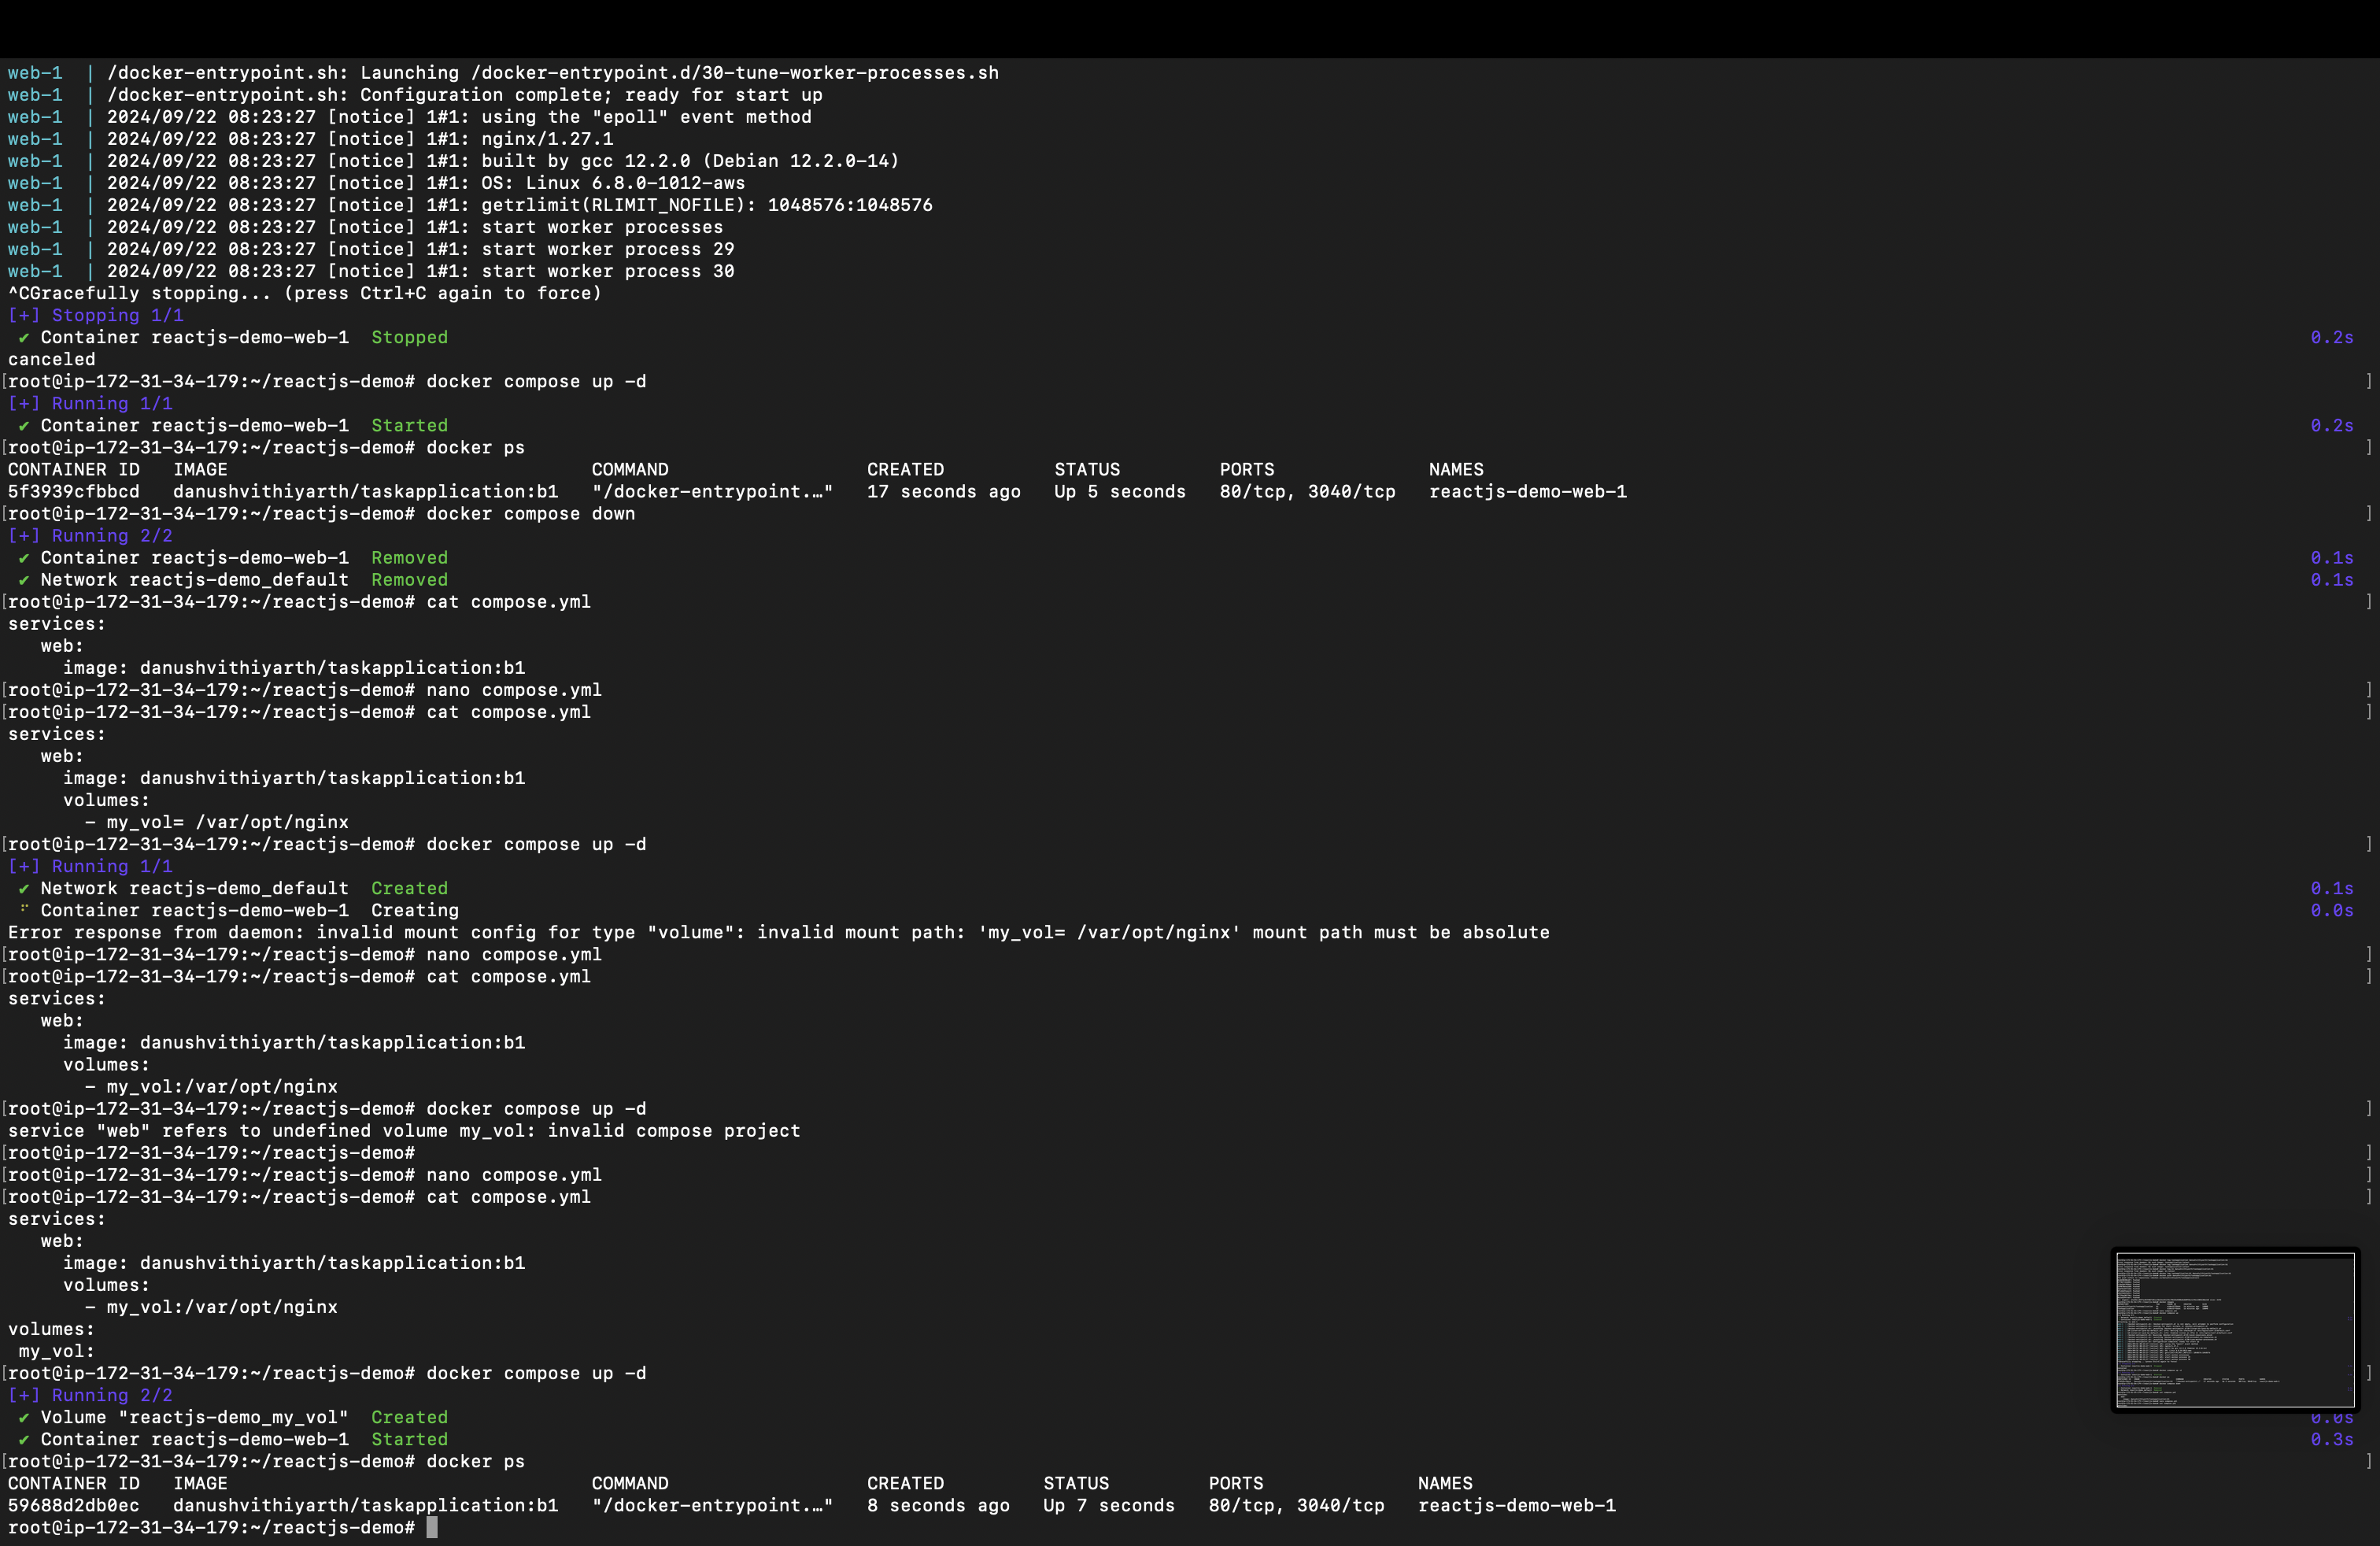 web-1  | /docker-entrypoint.sh: Launching /docker-entrypoint.d/30-tune-worker-processes.sh
web-1  | /docker-entrypoint.sh: Configuration complete; ready for start up
web-1  | 2024/09/22 08:23:27 [notice] 1#1: using the "epoll" event method
web-1  | 2024/09/22 08:23:27 [notice] 1#1: nginx/1.27.1
web-1  | 2024/09/22 08:23:27 [notice] 1#1: built by gcc 12.2.0 (Debian 12.2.0-14)
web-1  | 2024/09/22 08:23:27 [notice] 1#1: OS: Linux 6.8.0-1012-aws
web-1  | 2024/09/22 08:23:27 [notice] 1#1: getrlimit(RLIMIT_NOFILE): 1048576:1048576
web-1  | 2024/09/22 08:23:27 [notice] 1#1: start worker processes
web-1  | 2024/09/22 08:23:27 [notice] 1#1: start worker process 29
web-1  | 2024/09/22 08:23:27 [notice] 1#1: start worker process 30
^CGracefully stopping... (press Ctrl+C again to force)
[+] Stopping 1/1
 ✔ Container reactjs-demo-web-1  Stopped 0.2s
canceled
[root@ip-172-31-34-179:~/reactjs-demo# docker compose up -d ]
[+] Running 1/1
 ✔ Container reactjs-demo-web-1  Started 0.2s
[root@ip-172-31-34-179:~/reactjs-demo# docker ps ]
CONTAINER ID   IMAGE                                 COMMAND                  CREATED          STATUS         PORTS              NAMES
5f3939cfbbcd   danushvithiyarth/taskapplication:b1   "/docker-entrypoint.…"   17 seconds ago   Up 5 seconds   80/tcp, 3040/tcp   reactjs-demo-web-1
[root@ip-172-31-34-179:~/reactjs-demo# docker compose down ]
[+] Running 2/2
 ✔ Container reactjs-demo-web-1  Removed 0.1s
 ✔ Network reactjs-demo_default  Removed 0.1s
[root@ip-172-31-34-179:~/reactjs-demo# cat compose.yml ]
services:
   web:
     image: danushvithiyarth/taskapplication:b1
[root@ip-172-31-34-179:~/reactjs-demo# nano compose.yml ]
[root@ip-172-31-34-179:~/reactjs-demo# cat compose.yml ]
services:
   web:
     image: danushvithiyarth/taskapplication:b1
     volumes:
       - my_vol= /var/opt/nginx
[root@ip-172-31-34-179:~/reactjs-demo# docker compose up -d ]
[+] Running 1/1
 ✔ Network reactjs-demo_default  Created 0.1s
 ⠋ Container reactjs-demo-web-1  Creating 0.0s
Error response from daemon: invalid mount config for type "volume": invalid mount path: 'my_vol= /var/opt/nginx' mount path must be absolute
[root@ip-172-31-34-179:~/reactjs-demo# nano compose.yml ]
[root@ip-172-31-34-179:~/reactjs-demo# cat compose.yml ]
services:
   web:
     image: danushvithiyarth/taskapplication:b1
     volumes:
       - my_vol:/var/opt/nginx
[root@ip-172-31-34-179:~/reactjs-demo# docker compose up -d ]
service "web" refers to undefined volume my_vol: invalid compose project
[root@ip-172-31-34-179:~/reactjs-demo# ]
[root@ip-172-31-34-179:~/reactjs-demo# nano compose.yml ]
[root@ip-172-31-34-179:~/reactjs-demo# cat compose.yml ]
services:
   web:
     image: danushvithiyarth/taskapplication:b1
     volumes:
       - my_vol:/var/opt/nginx
volumes:
 my_vol:
[root@ip-172-31-34-179:~/reactjs-demo# docker compose up -d ]
[+] Running 2/2
 ✔ Volume "reactjs-demo_my_vol"  Created 0.0s
 ✔ Container reactjs-demo-web-1  Started 0.3s
[root@ip-172-31-34-179:~/reactjs-demo# docker ps ]
CONTAINER ID   IMAGE                                 COMMAND                  CREATED         STATUS         PORTS              NAMES
59688d2db0ec   danushvithiyarth/taskapplication:b1   "/docker-entrypoint.…"   8 seconds ago   Up 7 seconds   80/tcp, 3040/tcp   reactjs-demo-web-1
root@ip-172-31-34-179:~/reactjs-demo#